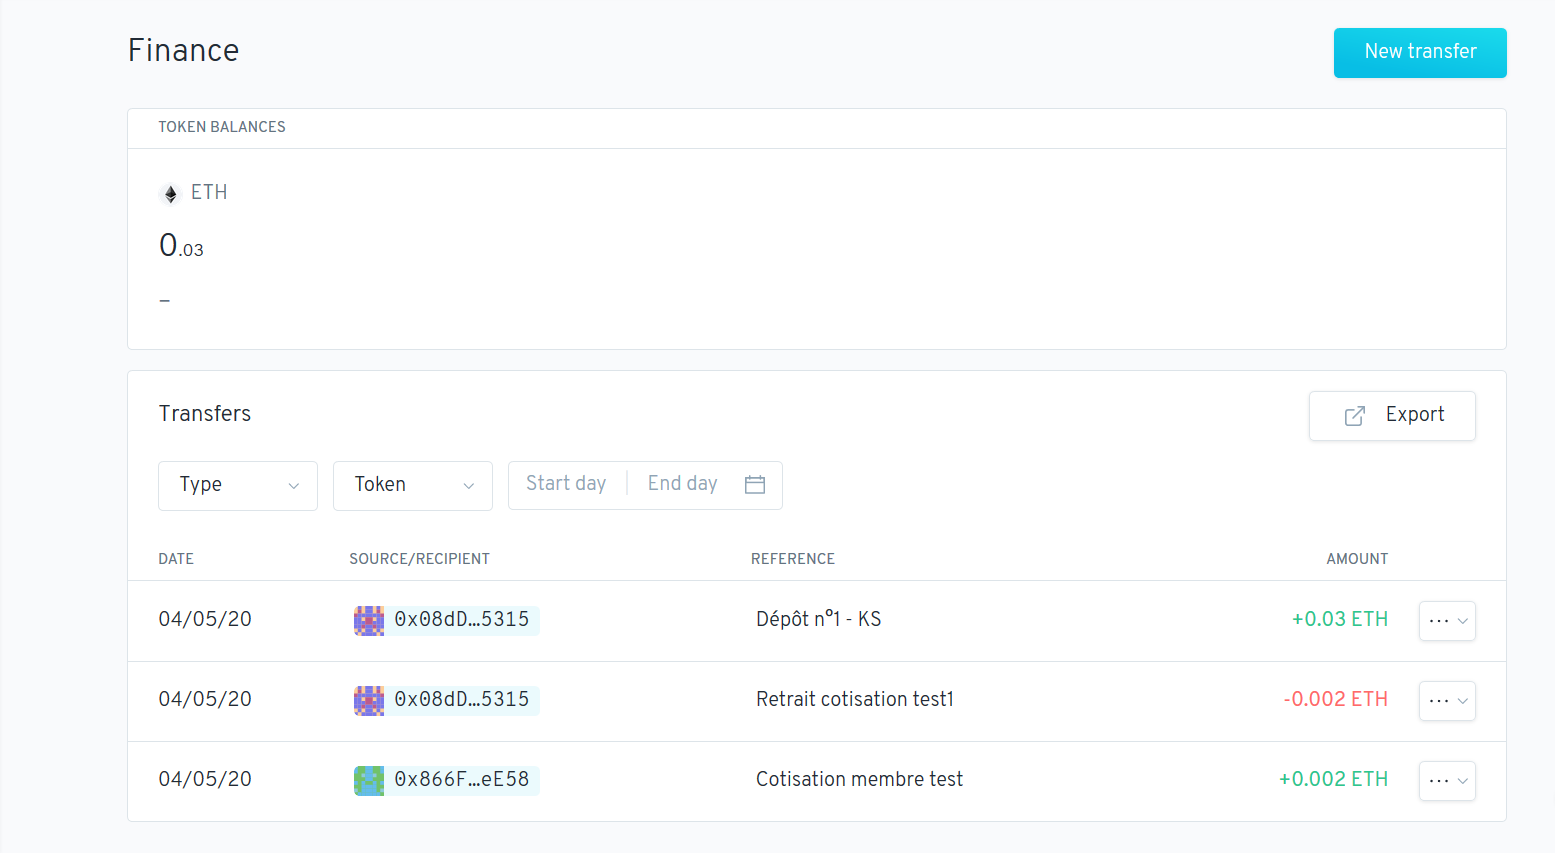 Finance
New transfer
TOKEN BALANCES
ETH
0.03
–
Transfers
Export
Type
Token
Start day
End day
DATE SOURCE/RECIPIENT REFERENCE AMOUNT
04/05/20 0x08dD…5315 Dépôt n°1 - KS +0.03 ETH
04/05/20 0x08dD…5315 Retrait cotisation test1 -0.002 ETH
04/05/20 0x866F…eE58 Cotisation membre test +0.002 ETH